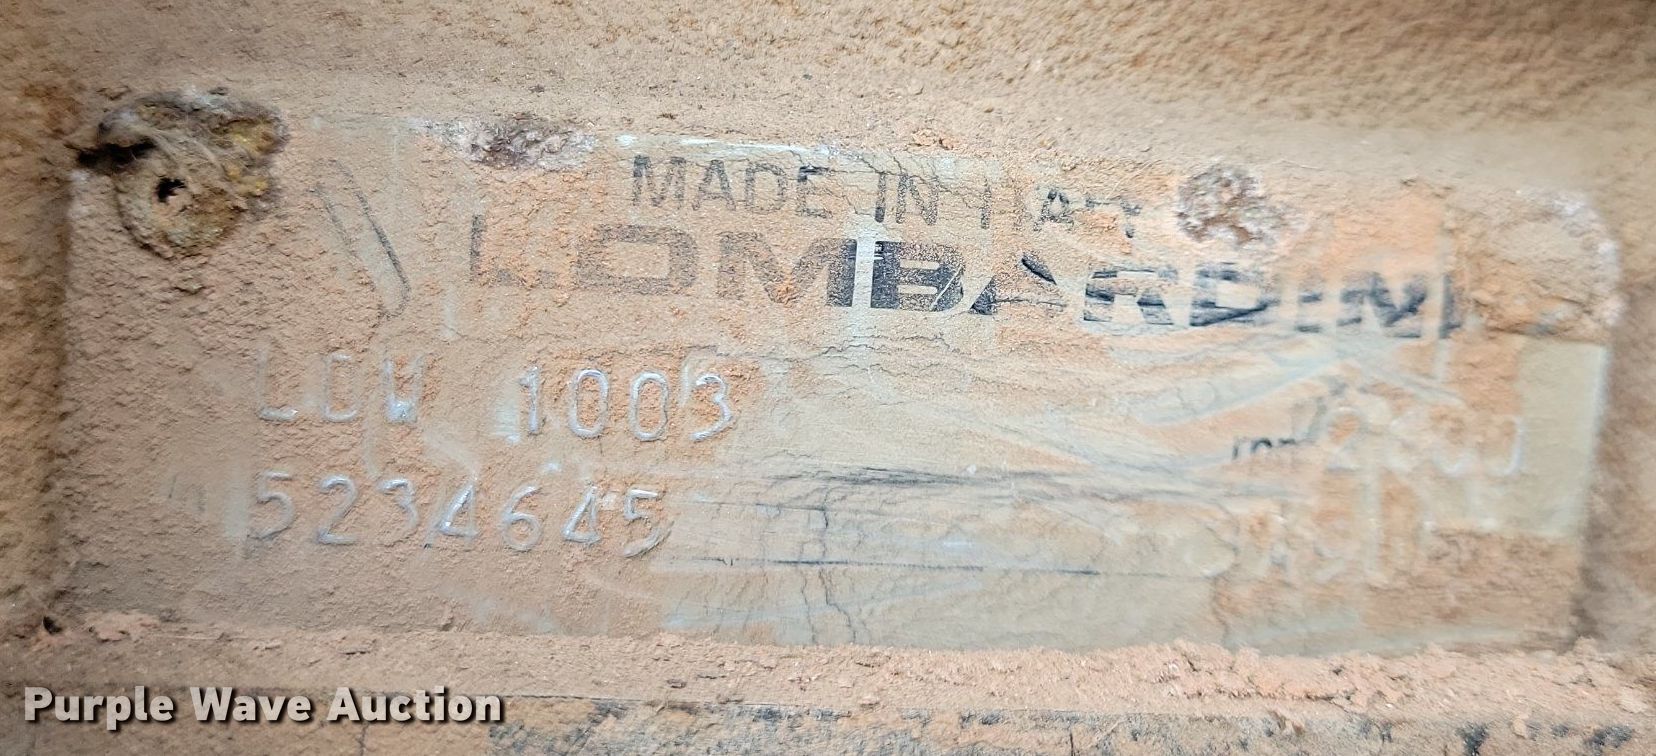 MADE IN ITALY
LOMBARDINI
LDW 1003
5234645
Purple Wave Auction